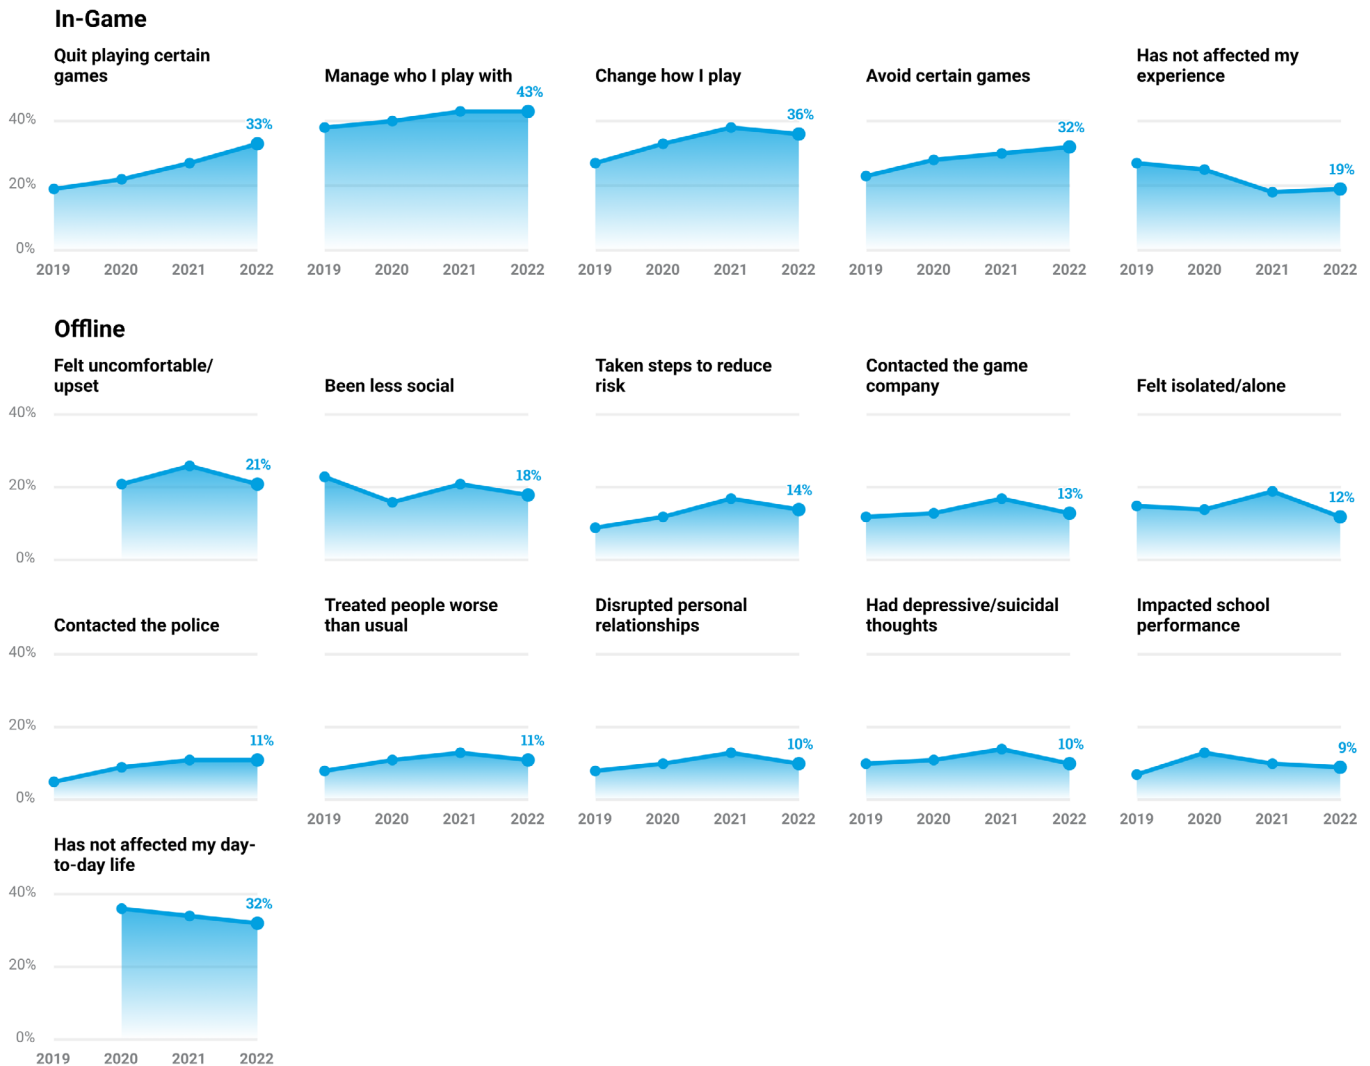 In-Game
Quit playing certain
games
Manage who I play with
Change how I play
Avoid certain games
Has not affected my
experience
40%
20%
0%
33%
43%
36%
32%
19%
2019 2020 2021 2022
2019 2020 2021 2022
2019 2020 2021 2022
2019 2020 2021 2022
2019 2020 2021 2022
Offline
Felt uncomfortable/
upset
Been less social
Taken steps to reduce
risk
Contacted the game
company
Felt isolated/alone
40%
20%
0%
21%
18%
14%
13%
12%
Contacted the police
Treated people worse
than usual
Disrupted personal
relationships
Had depressive/suicidal
thoughts
Impacted school
performance
40%
20%
0%
11%
11%
10%
10%
9%
2019 2020 2021 2022
2019 2020 2021 2022
2019 2020 2021 2022
2019 2020 2021 2022
Has not affected my day-
to-day life
40%
20%
0%
32%
2019 2020 2021 2022